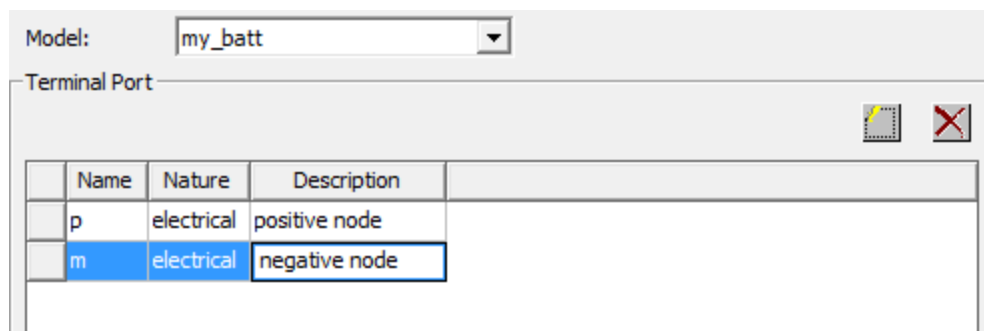 Model: my_batt
Terminal Port
Name Nature Description
p electrical positive node
m electrical negative node